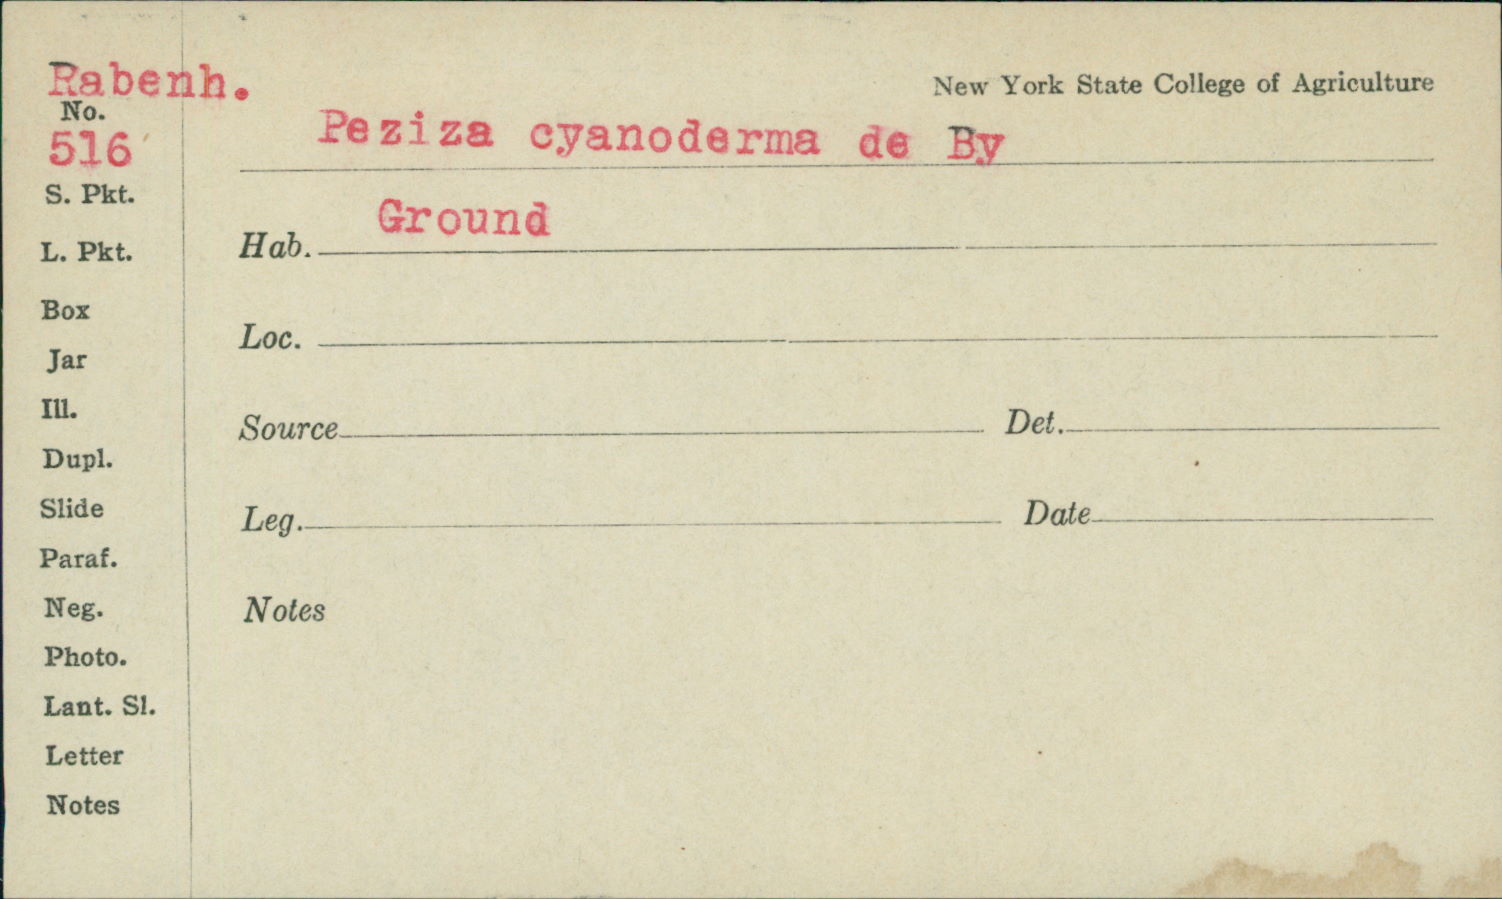 Rabenh.
New York State College of Agriculture
No.
516
Peziza cyanoderma de By
S. Pkt.
Hab. Ground
L. Pkt.
Box
Loc.
Jar
Ill.
Source Det.
Dupl.
Slide
Leg. Date
Paraf.
Neg.
Notes
Photo.
Lant. Sl.
Letter
Notes